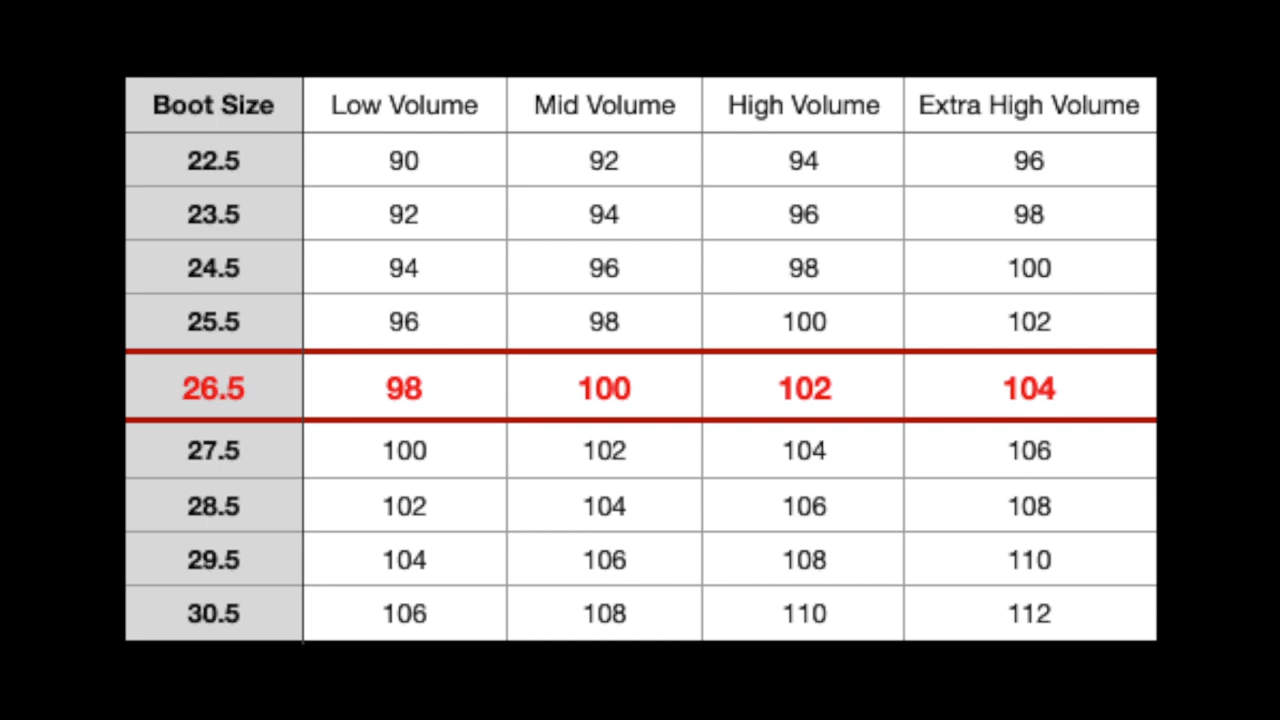 Boot Size Low Volume Mid Volume High Volume Extra High Volume
22.5 90 92 94 96
23.5 92 94 96 98
24.5 94 96 98 100
25.5 96 98 100 102
26.5 98 100 102 104
27.5 100 102 104 106
28.5 102 104 106 108
29.5 104 106 108 110
30.5 106 108 110 112